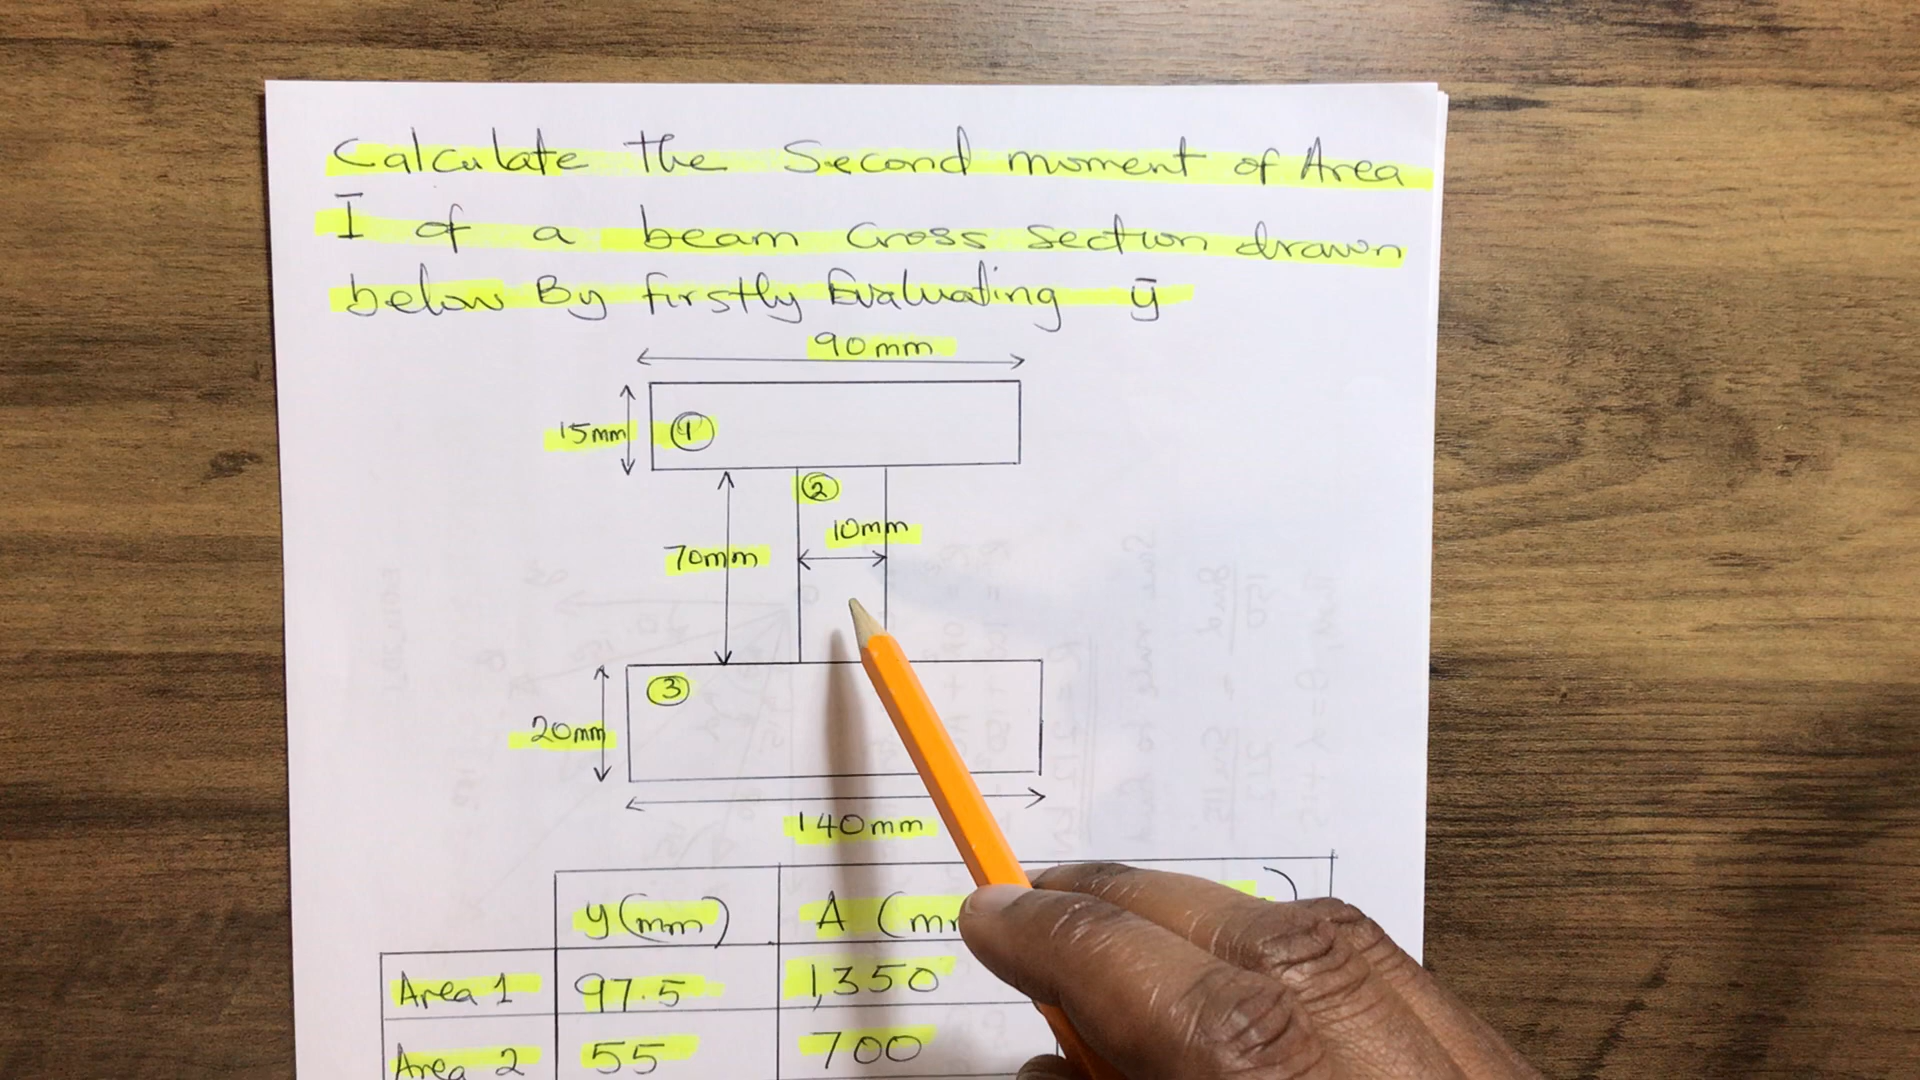 Calculate the Second moment of Area
Ī of a beam Cross Section drawn
below By firstly Evaluating ȳ
90mm
15mm
①
②
10mm
70mm
③
20mm
140mm
y (mm) A
Area 1 97.5 1,350
Area 2 55 700